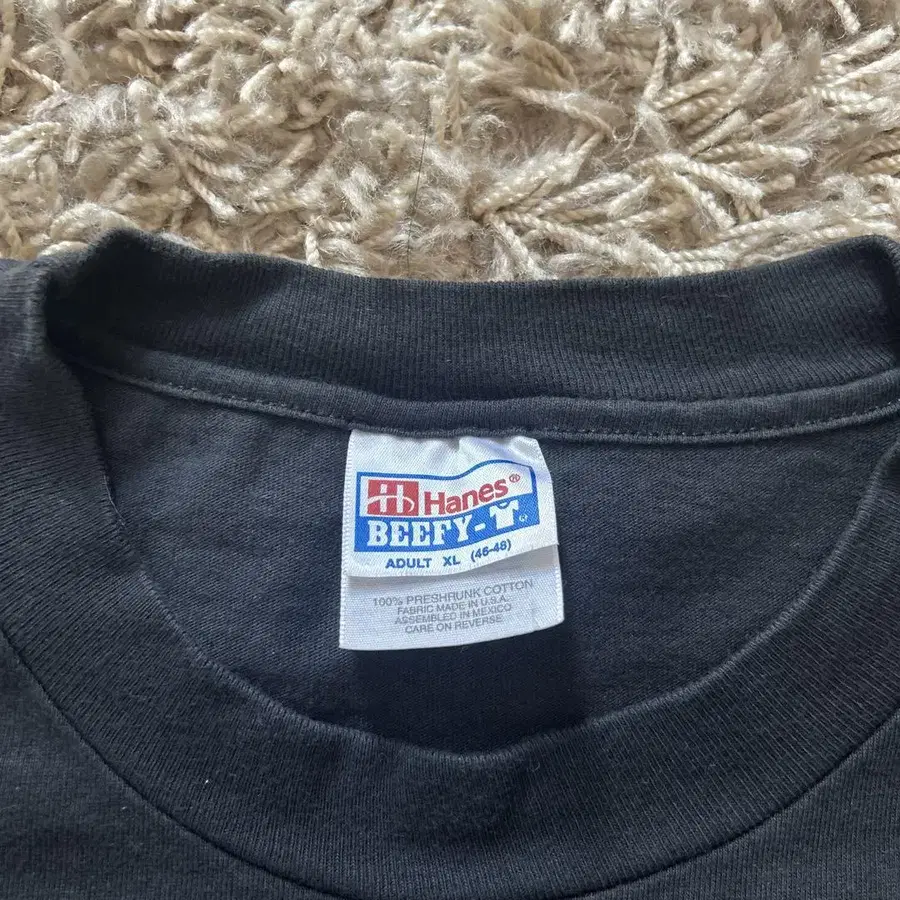 Hanes®
BEEFY-T
ADULT XL (46-48)
100% PRESHRUNK COTTON
FABRIC MADE IN U.S.A.
ASSEMBLED IN MEXICO
CARE ON REVERSE